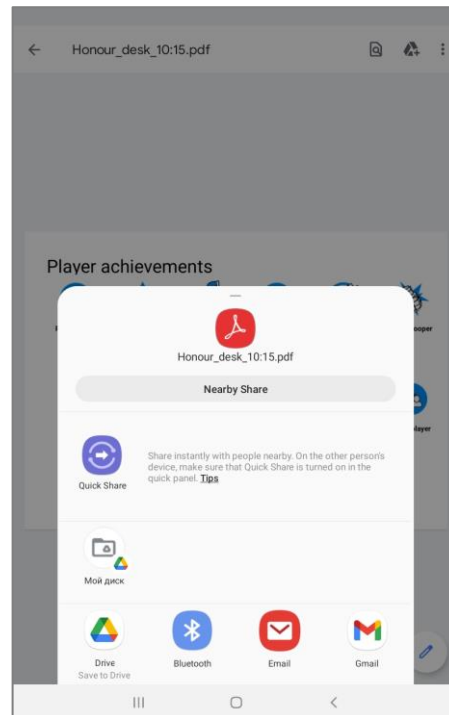 Honour_desk_10:15.pdf
Player achievements
ooper
layer
Honour_desk_10:15.pdf
Nearby Share
Share instantly with people nearby. On the other person's
device, make sure that Quick Share is turned on in the
quick panel. Tips
Quick Share
Мой диск
Drive
Save to Drive
Bluetooth
Email
Gmail